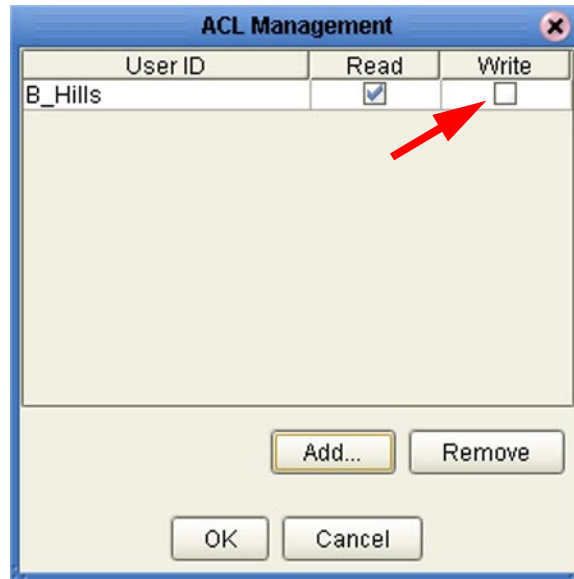 ACL Management
User ID Read Write
B_Hills
Add... Remove
OK Cancel